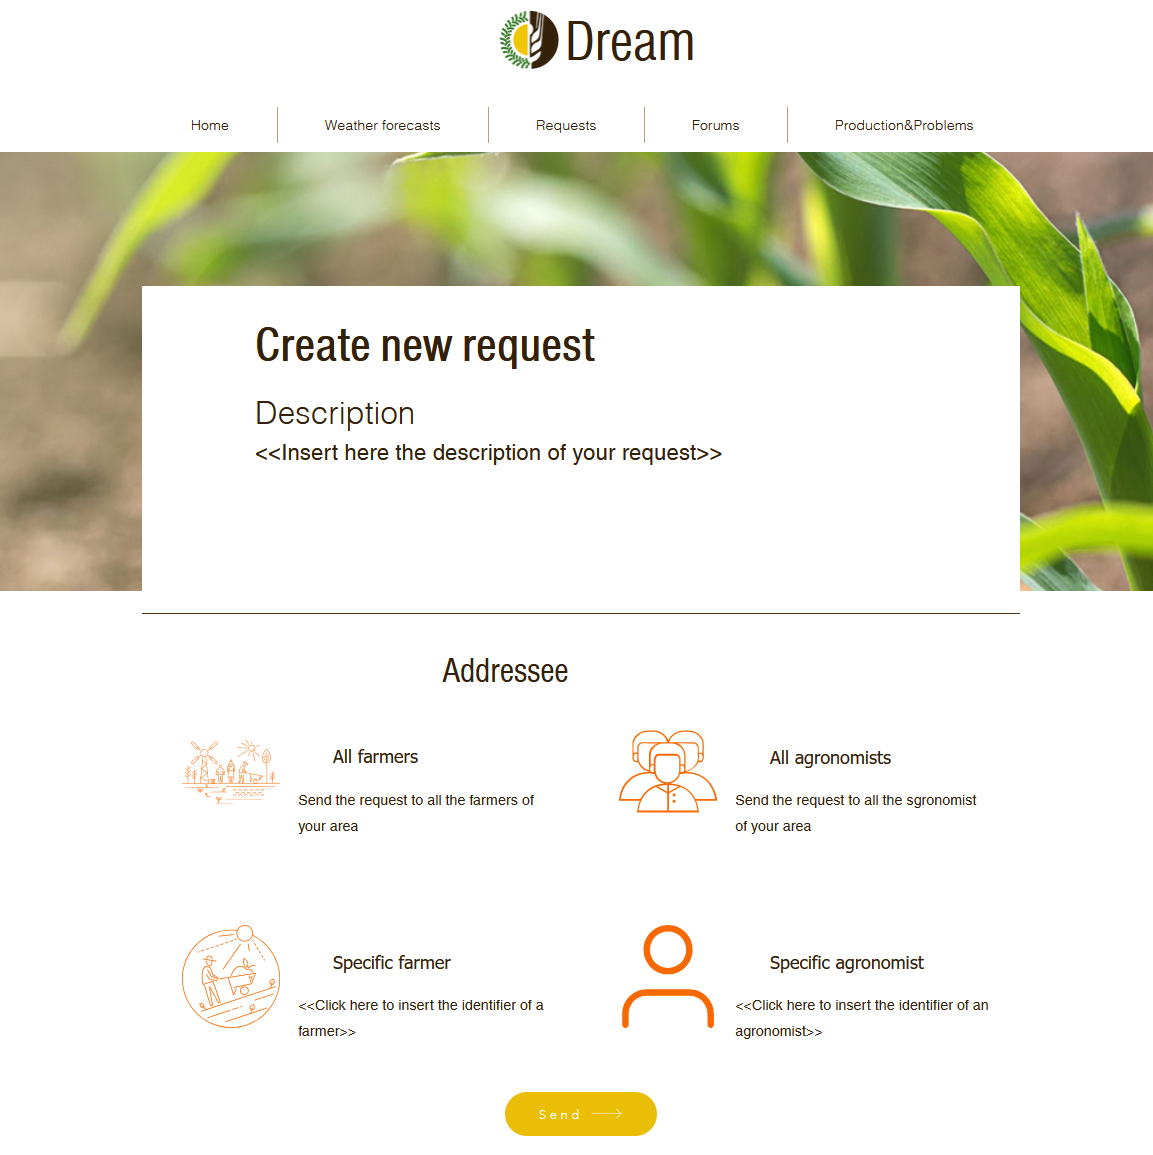 Dream
Home
Weather forecasts
Requests
Forums
Production&Problems
Create new request
Description
<<Insert here the description of your request>>
Addressee
All farmers
Send the request to all the farmers of
your area
All agronomists
Send the request to all the sgronomist
of your area
Specific farmer
<<Click here to insert the identifier of a
farmer>>
Specific agronomist
<<Click here to insert the identifier of an
agronomist>>
Send